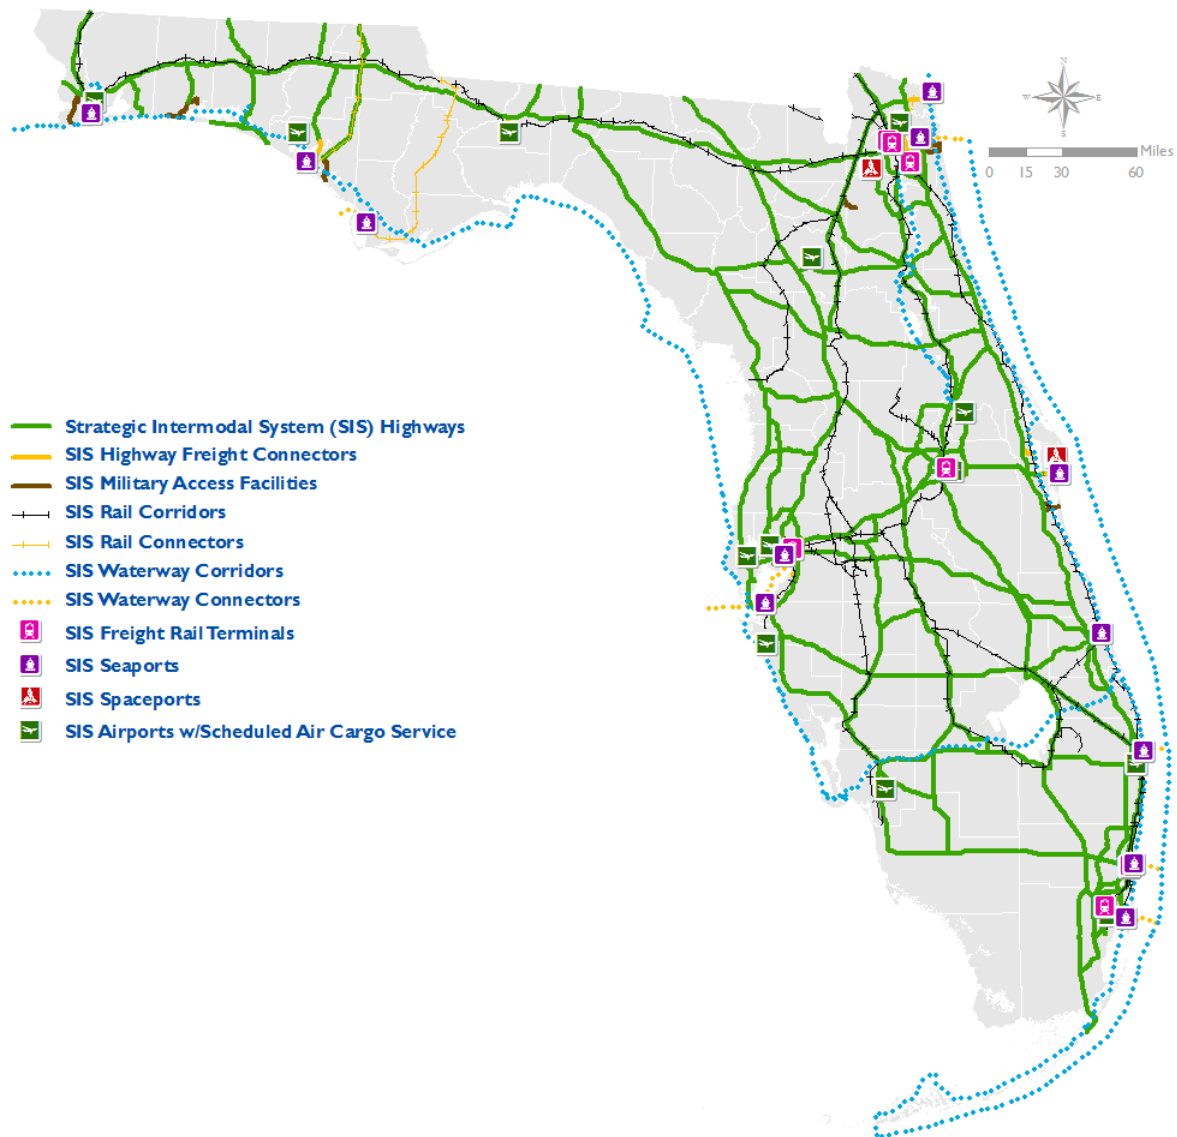 N
W
E
S
Miles
0 15 30 60
Strategic Intermodal System (SIS) Highways
SIS Highway Freight Connectors
SIS Military Access Facilities
SIS Rail Corridors
SIS Rail Connectors
SIS Waterway Corridors
SIS Waterway Connectors
SIS Freight Rail Terminals
SIS Seaports
SIS Spaceports
SIS Airports w/Scheduled Air Cargo Service